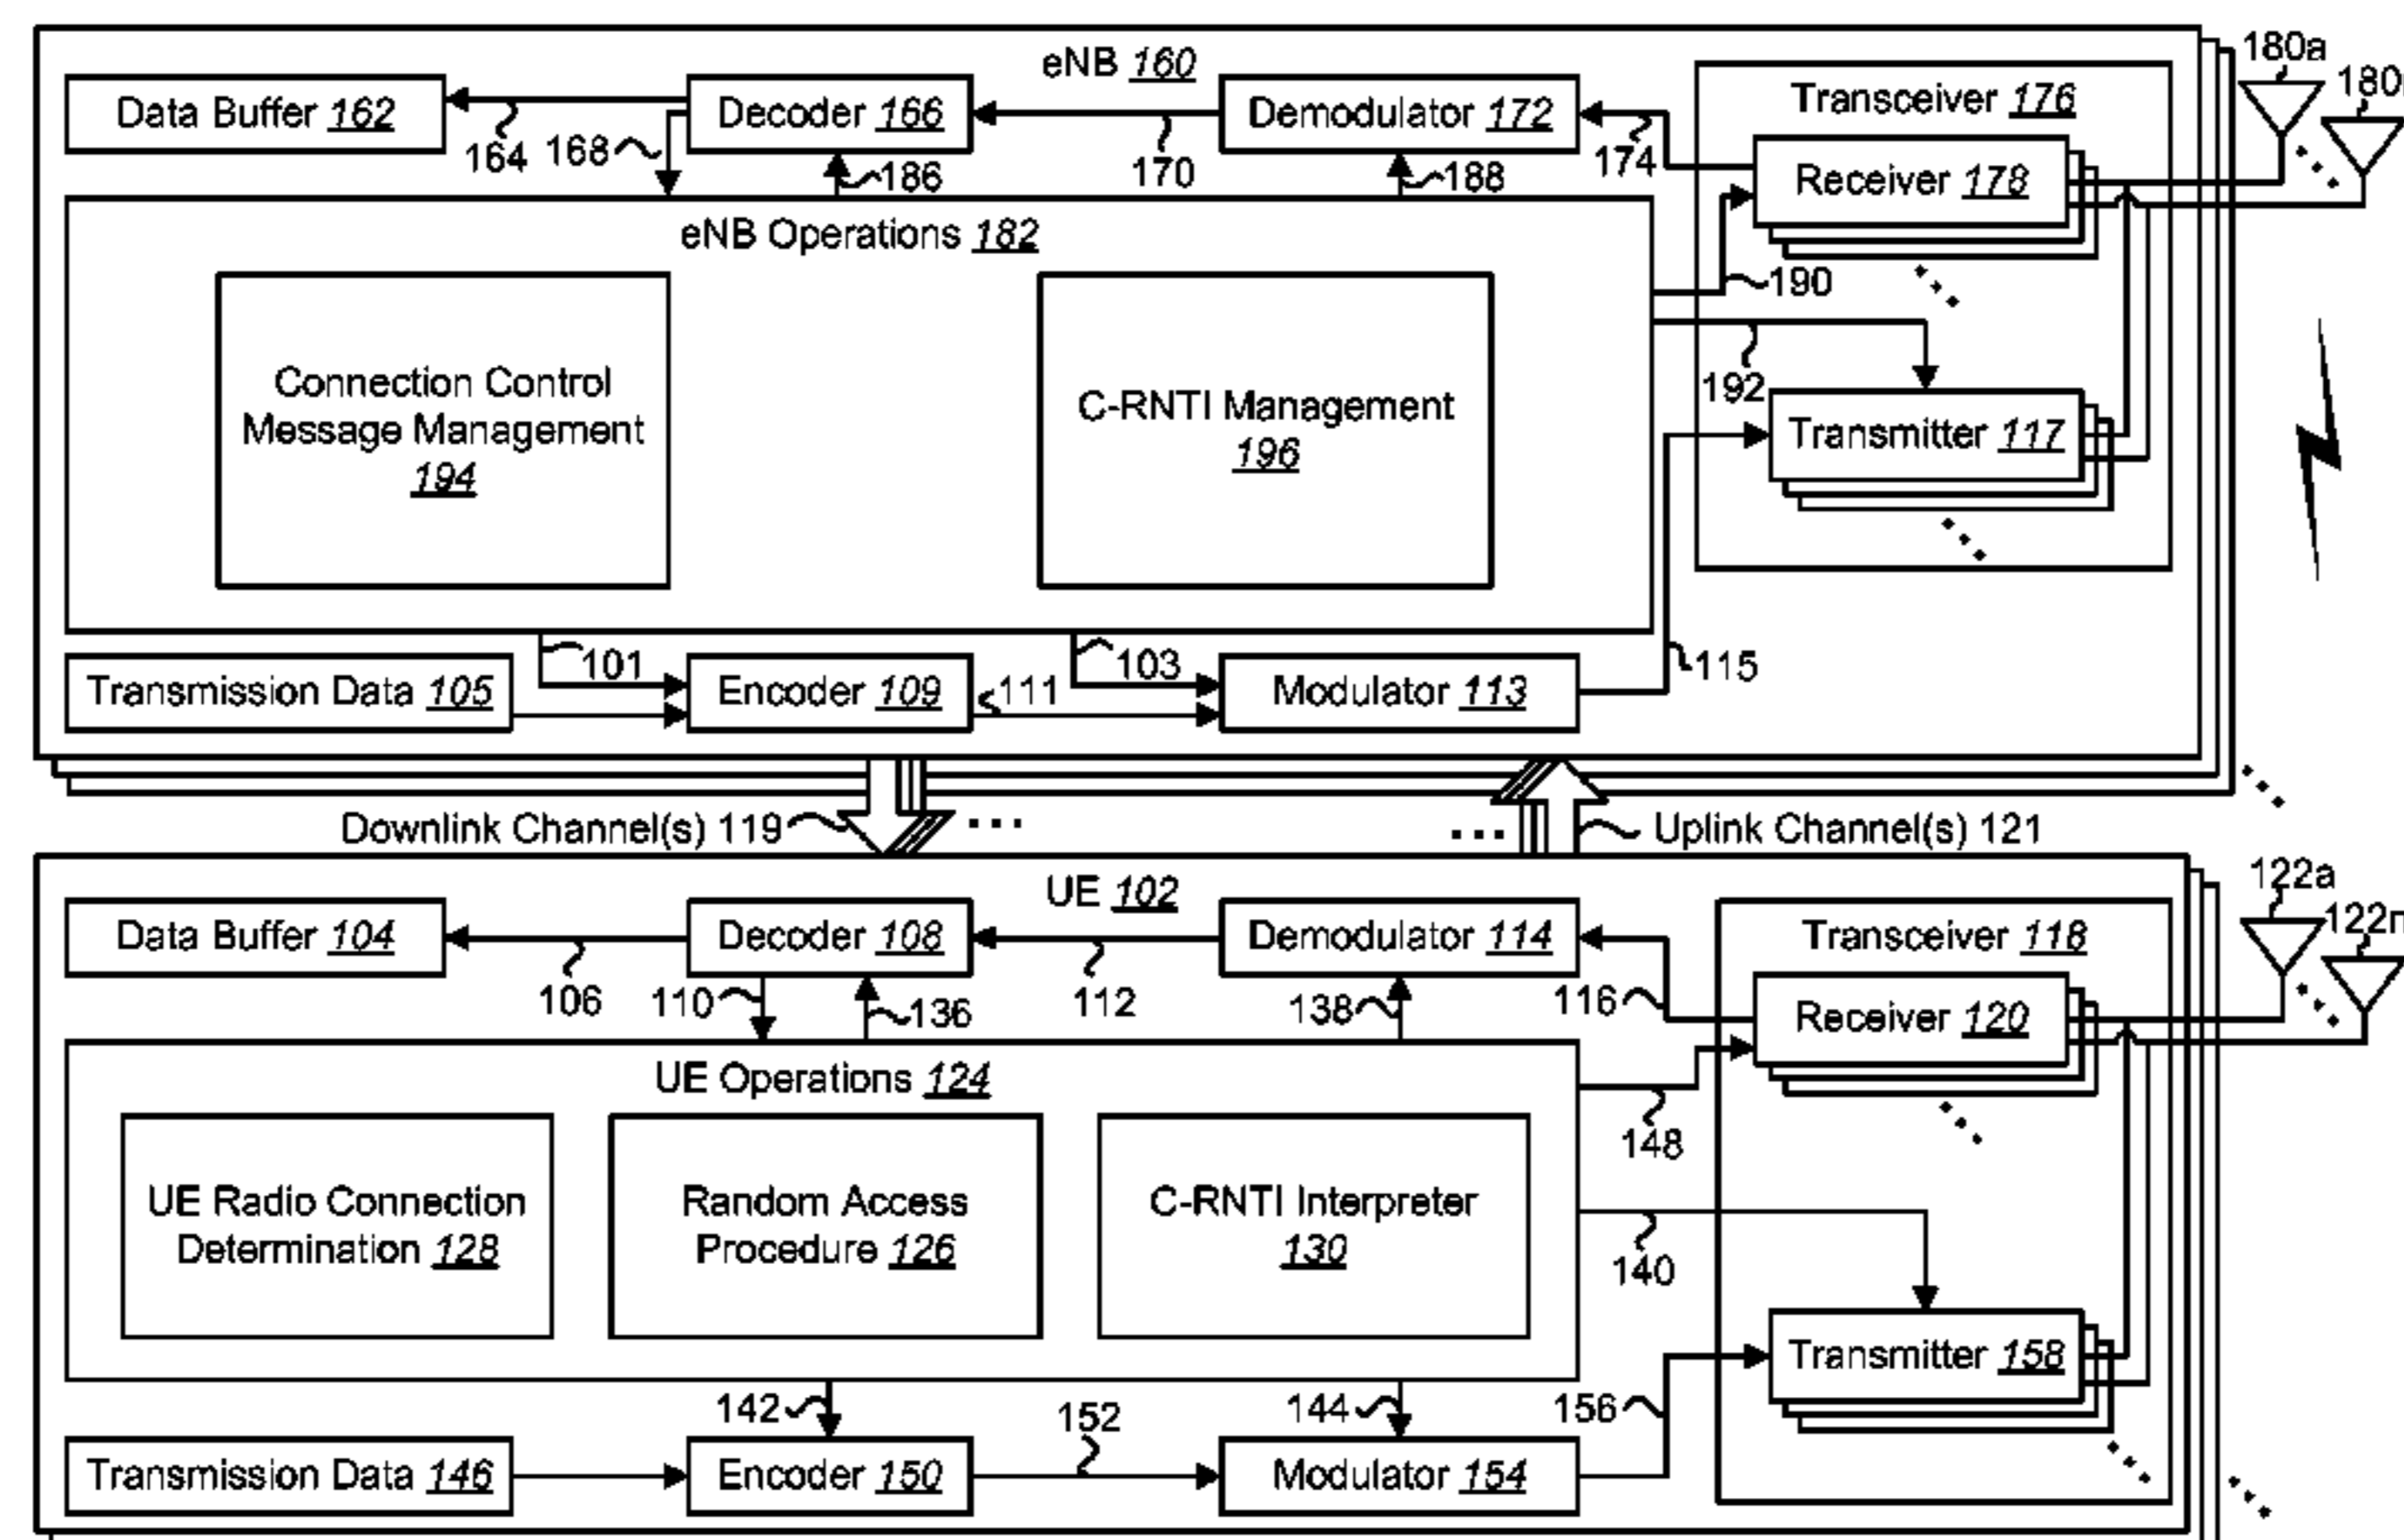 eNB 160
180a
180n
Data Buffer 162
164
168
Decoder 166
186
170
Demodulator 172
188
174
Transceiver 176
Receiver 178
190
192
Transmitter 117
eNB Operations 182
Connection Control
Message Management
194
C-RNTI Management
196
101
103
115
Transmission Data 105
Encoder 109
111
Modulator 113
Downlink Channel(s) 119
...
...
Uplink Channel(s) 121
UE 102
122a
122n
Data Buffer 104
106
Decoder 108
110
136
112
Demodulator 114
138
116
Transceiver 118
Receiver 120
148
140
Transmitter 158
UE Operations 124
UE Radio Connection
Determination 128
Random Access
Procedure 126
C-RNTI Interpreter
130
142
152
144
156
Transmission Data 146
Encoder 150
Modulator 154